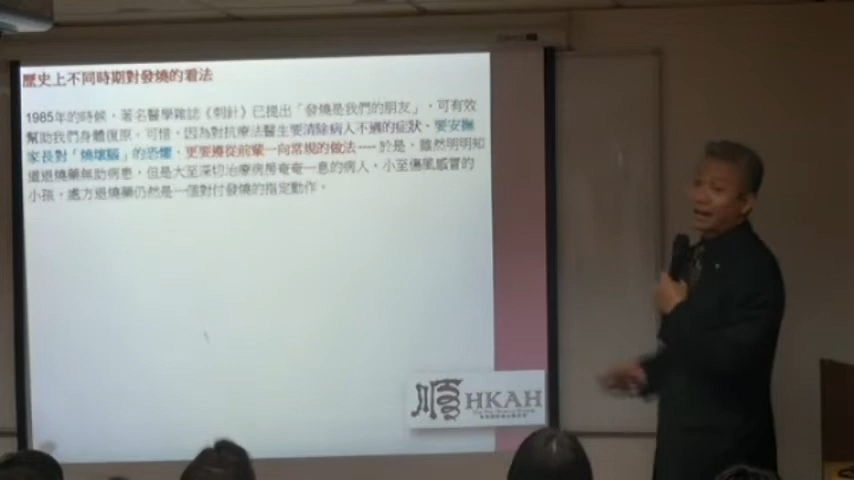 歷史上不同時期對發燒的看法
1985年的時候，著名醫學雜誌《刺針》已提出「發燒是我們的朋友」，可有效
幫助我們身體復原。可惜，因為對抗療法醫生要清除病人不適的症狀、要安撫
家長對「燒壞腦」的恐懼、更要遵從前輩一向常規的做法----於是，雖然明明知
道退燒藥無助病患，但是大至深切治療病房奄奄一息的病人，小至傷風感冒的
小孩，處方退燒藥仍然是一個對付發燒的指定動作。
順 HKAH